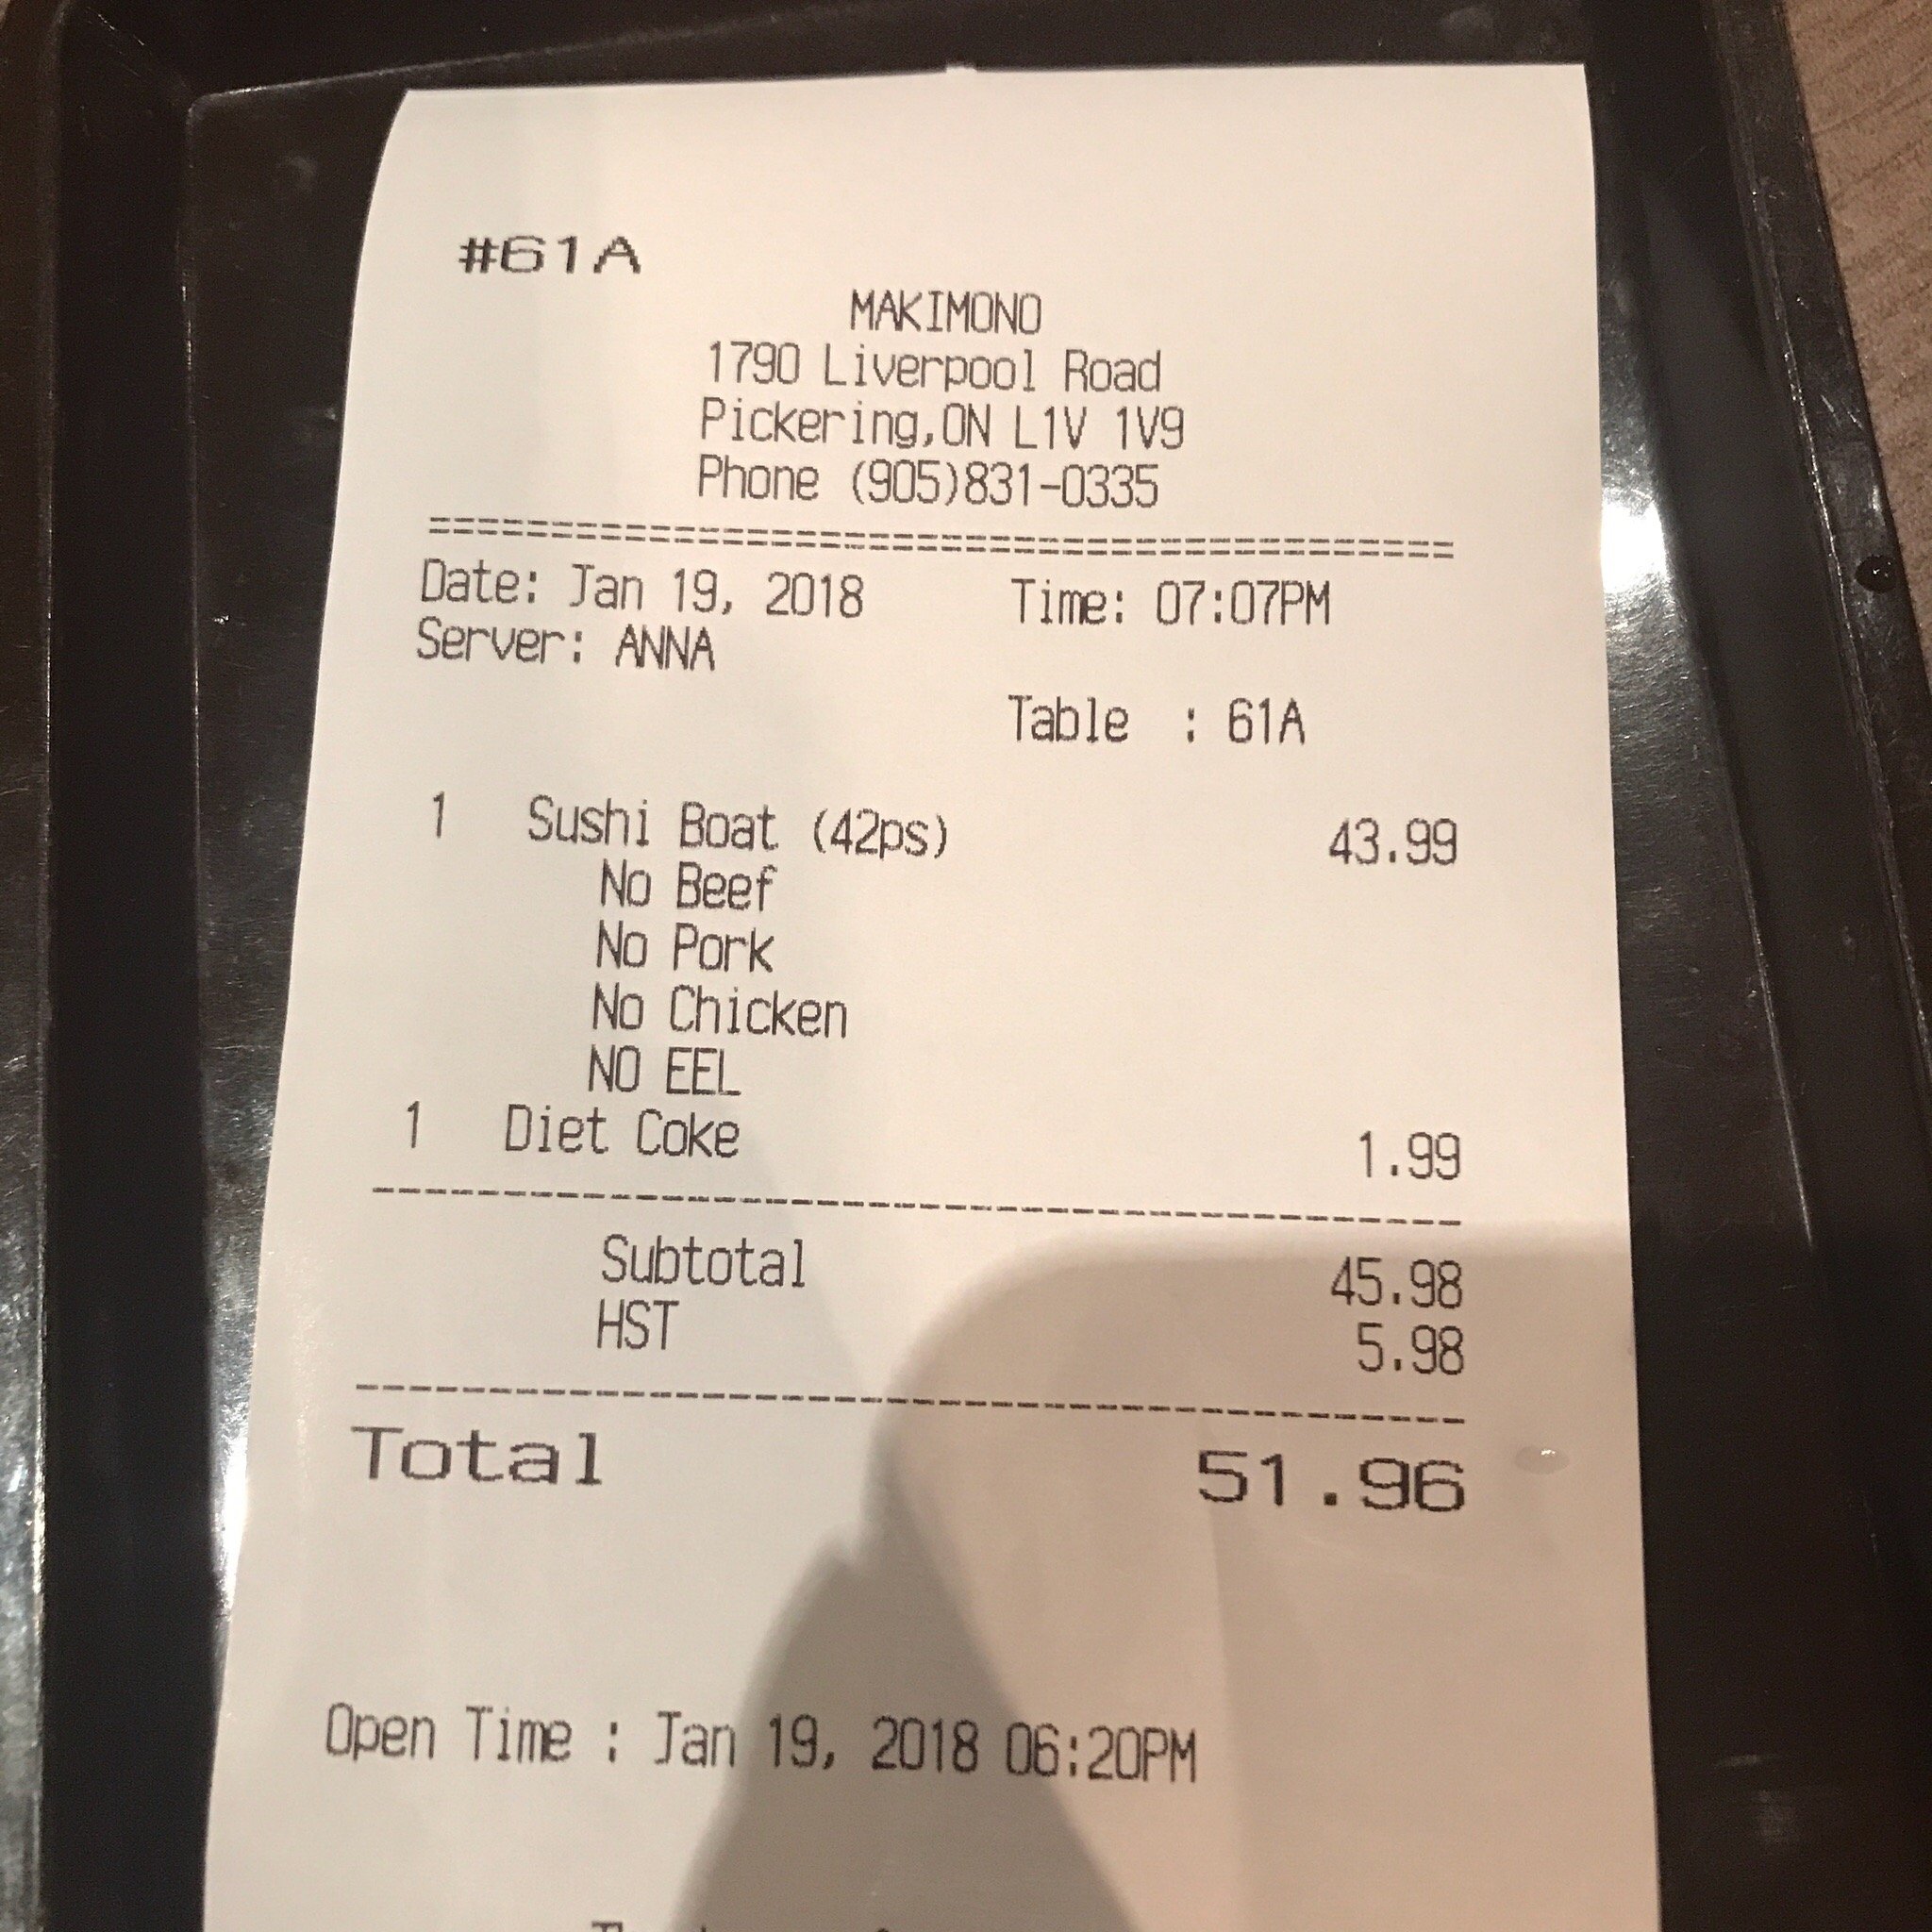 #61A
MAKIMONO
1790 Liverpool Road
Pickering,ON L1V 1V9
Phone (905)831-0335
========================================
Date: Jan 19, 2018 Time: 07:07PM
Server: ANNA
Table : 61A
1 Sushi Boat (42ps) 43.99
No Beef
No Pork
No Chicken
NO EEL
1 Diet Coke 1.99
----------------------------------------
Subtotal 45.98
HST 5.98
----------------------------------------
Total 51.96
Open Time : Jan 19, 2018 06:20PM